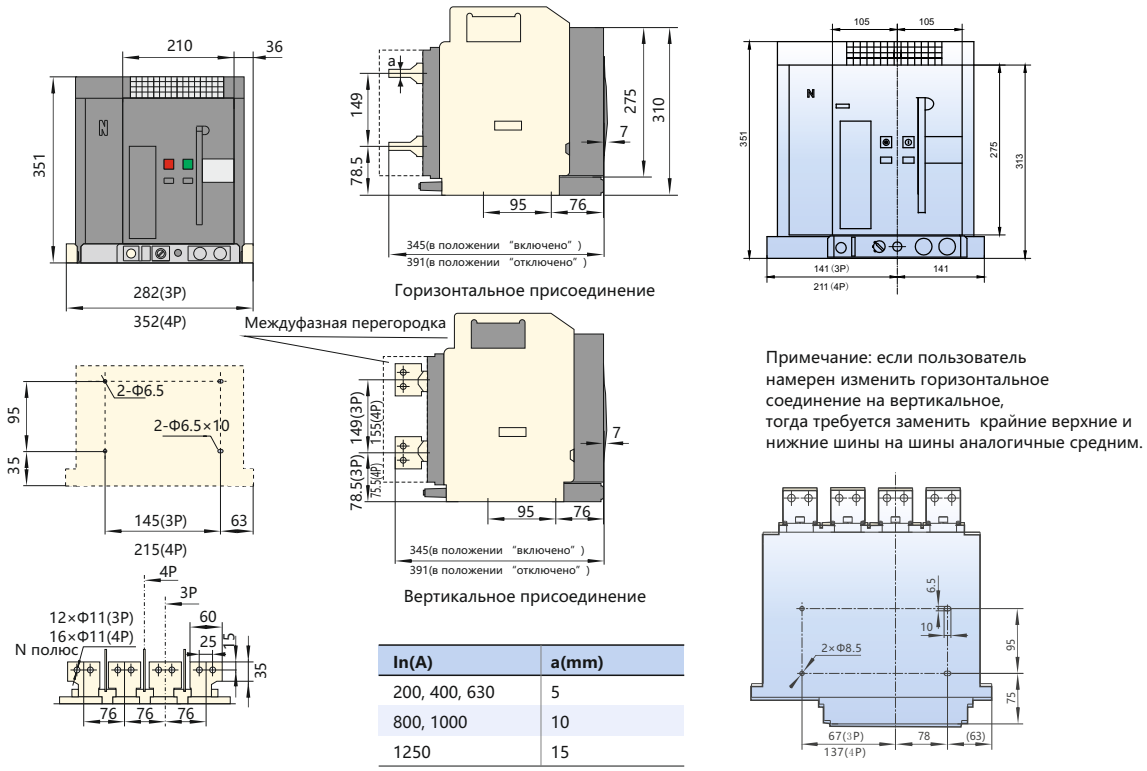 210
36
351
N
282(3P)
352(4P)
a
149
78.5
275
310
7
95
76
345(в положении “включено”)
391(в положении “отключено”)
Горизонтальное присоединение
105
105
N
351
275
313
141(3P)
141
211(4P)
Междуфазная перегородка
2-Ф6.5
2-Ф6.5×10
95
35
145(3P)
63
215(4P)
149(3P)
155(4P)
78.5(3P)
75.5(4P)
7
95
76
345(в положении “включено”)
391(в положении “отключено”)
Вертикальное присоединение
Примечание: если пользователь
намерен изменить горизонтальное
соединение на вертикальное,
тогда требуется заменить крайние верхние и
нижние шины на шины аналогичные средним.
4P
3P
12×Ф11(3P)
16×Ф11(4P)
N полюс
60
25
15
35
76
76
76
In(A) a(mm)
200, 400, 630 5
800, 1000 10
1250 15
6.5
10
2×Ф8.5
95
75
67(3P)
78
(63)
137(4P)